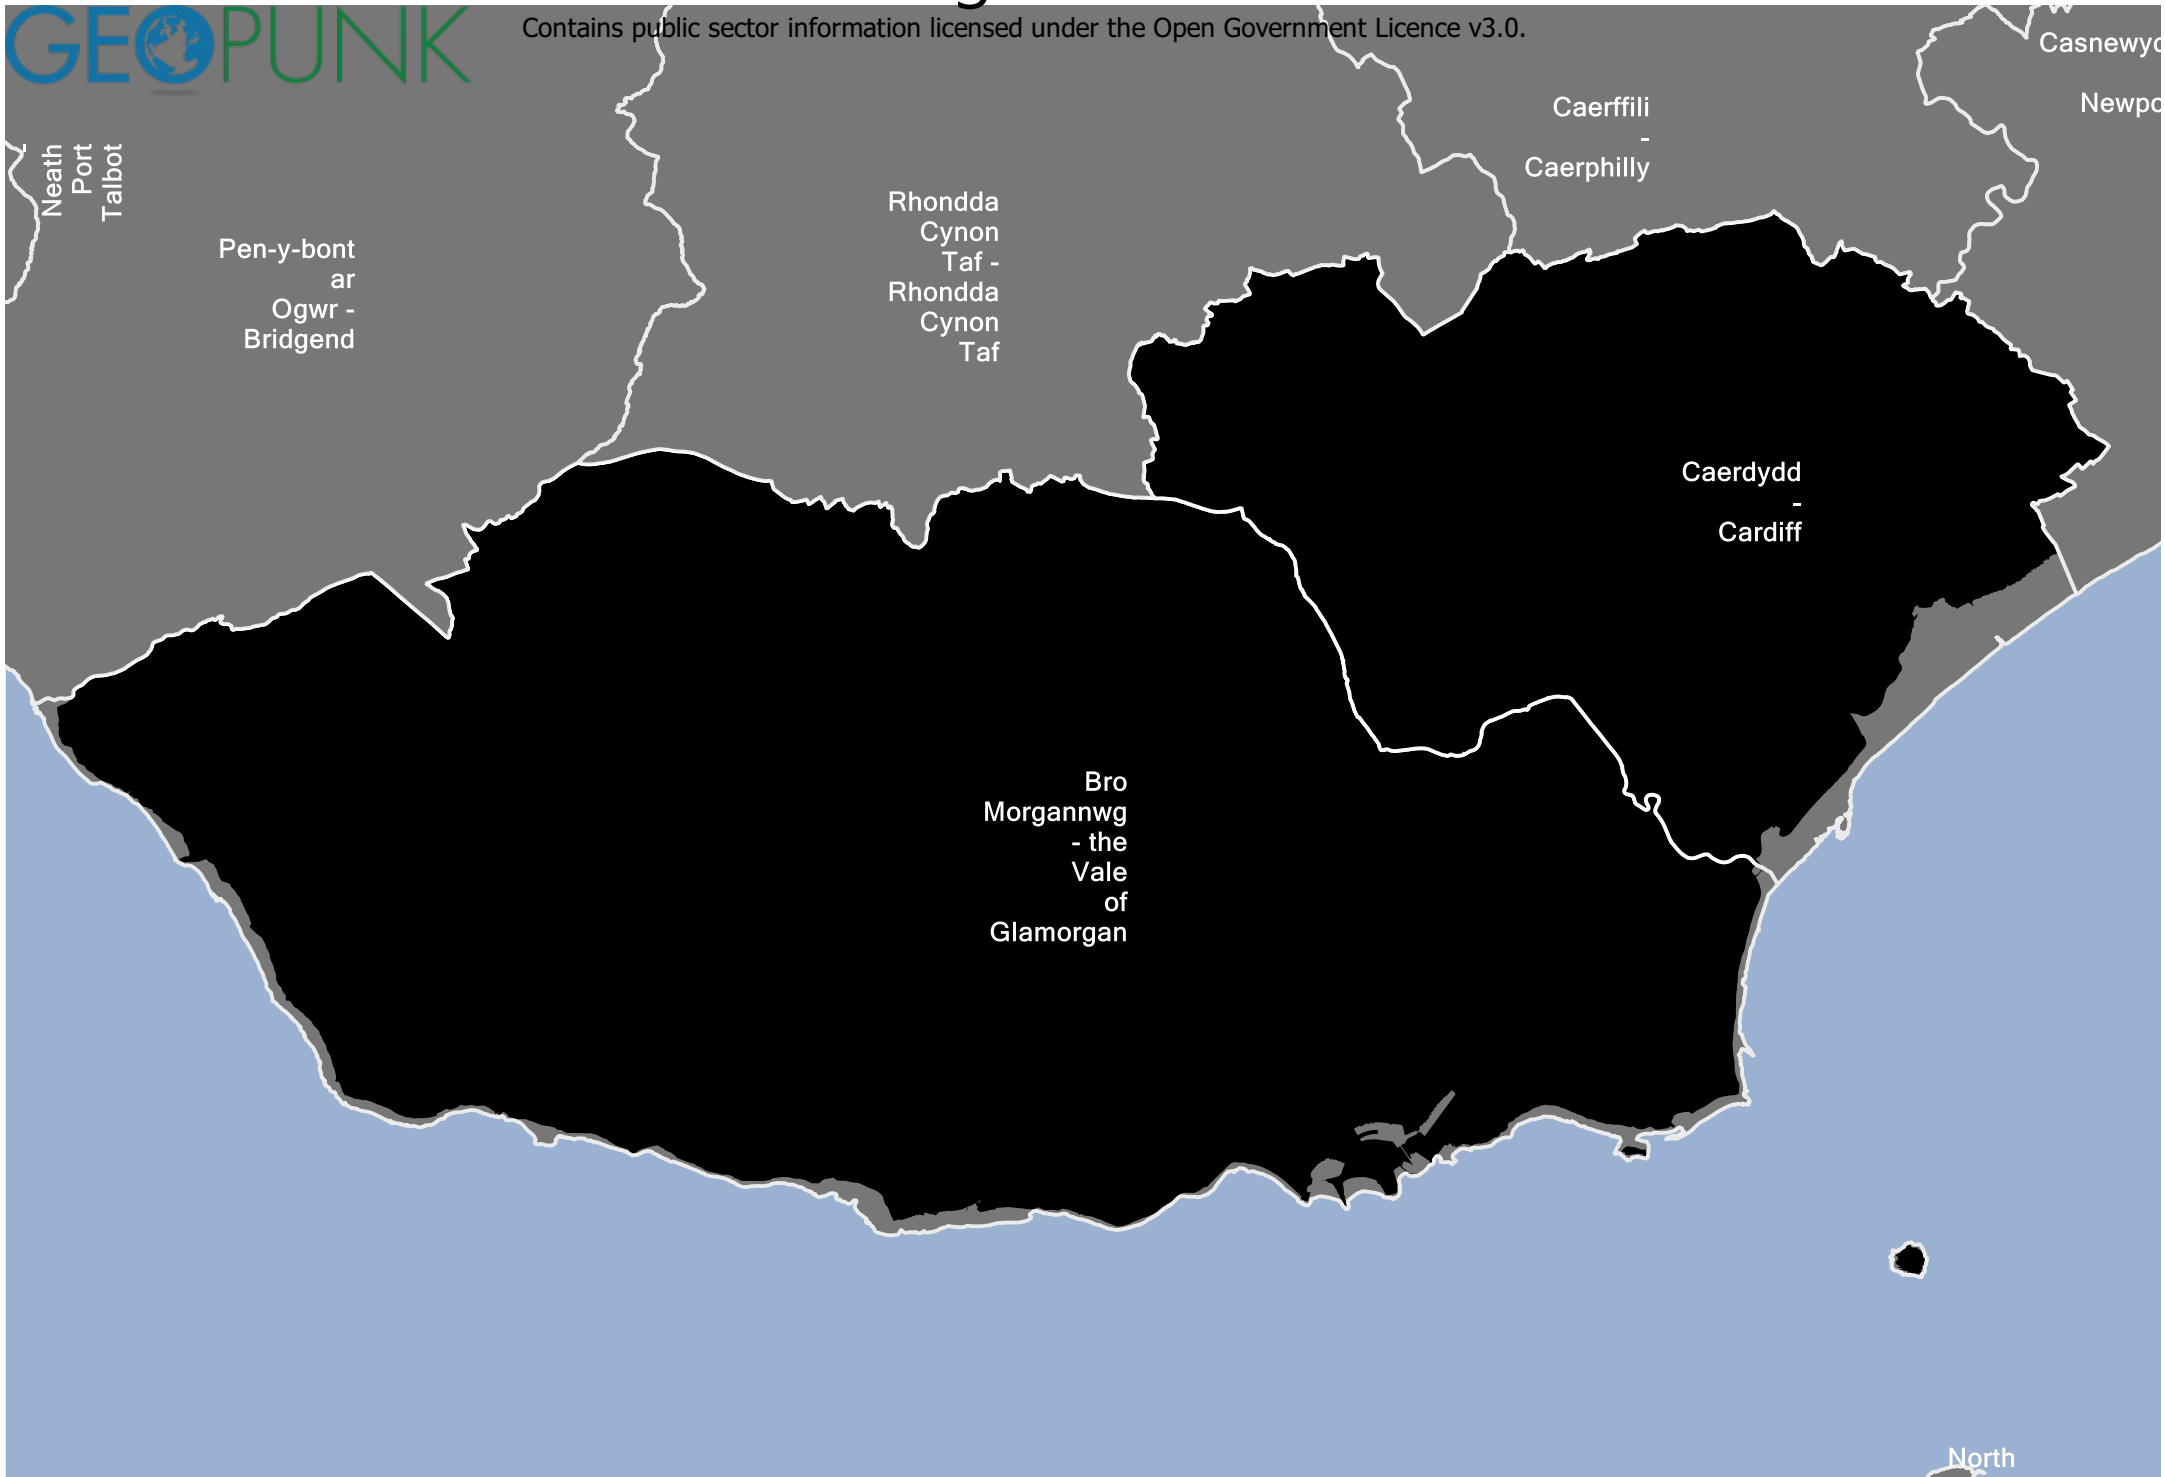 GEOPUNK
Contains public sector information licensed under the Open Government Licence v3.0.
Casnewyd
Newpo
Caerffili
-
Caerphilly
-
Neath
Port
Talbot
Rhondda
Cynon
Taf -
Rhondda
Cynon
Taf
Pen-y-bont
ar
Ogwr -
Bridgend
Caerdydd
-
Cardiff
Bro
Morgannwg
- the
Vale
of
Glamorgan
North